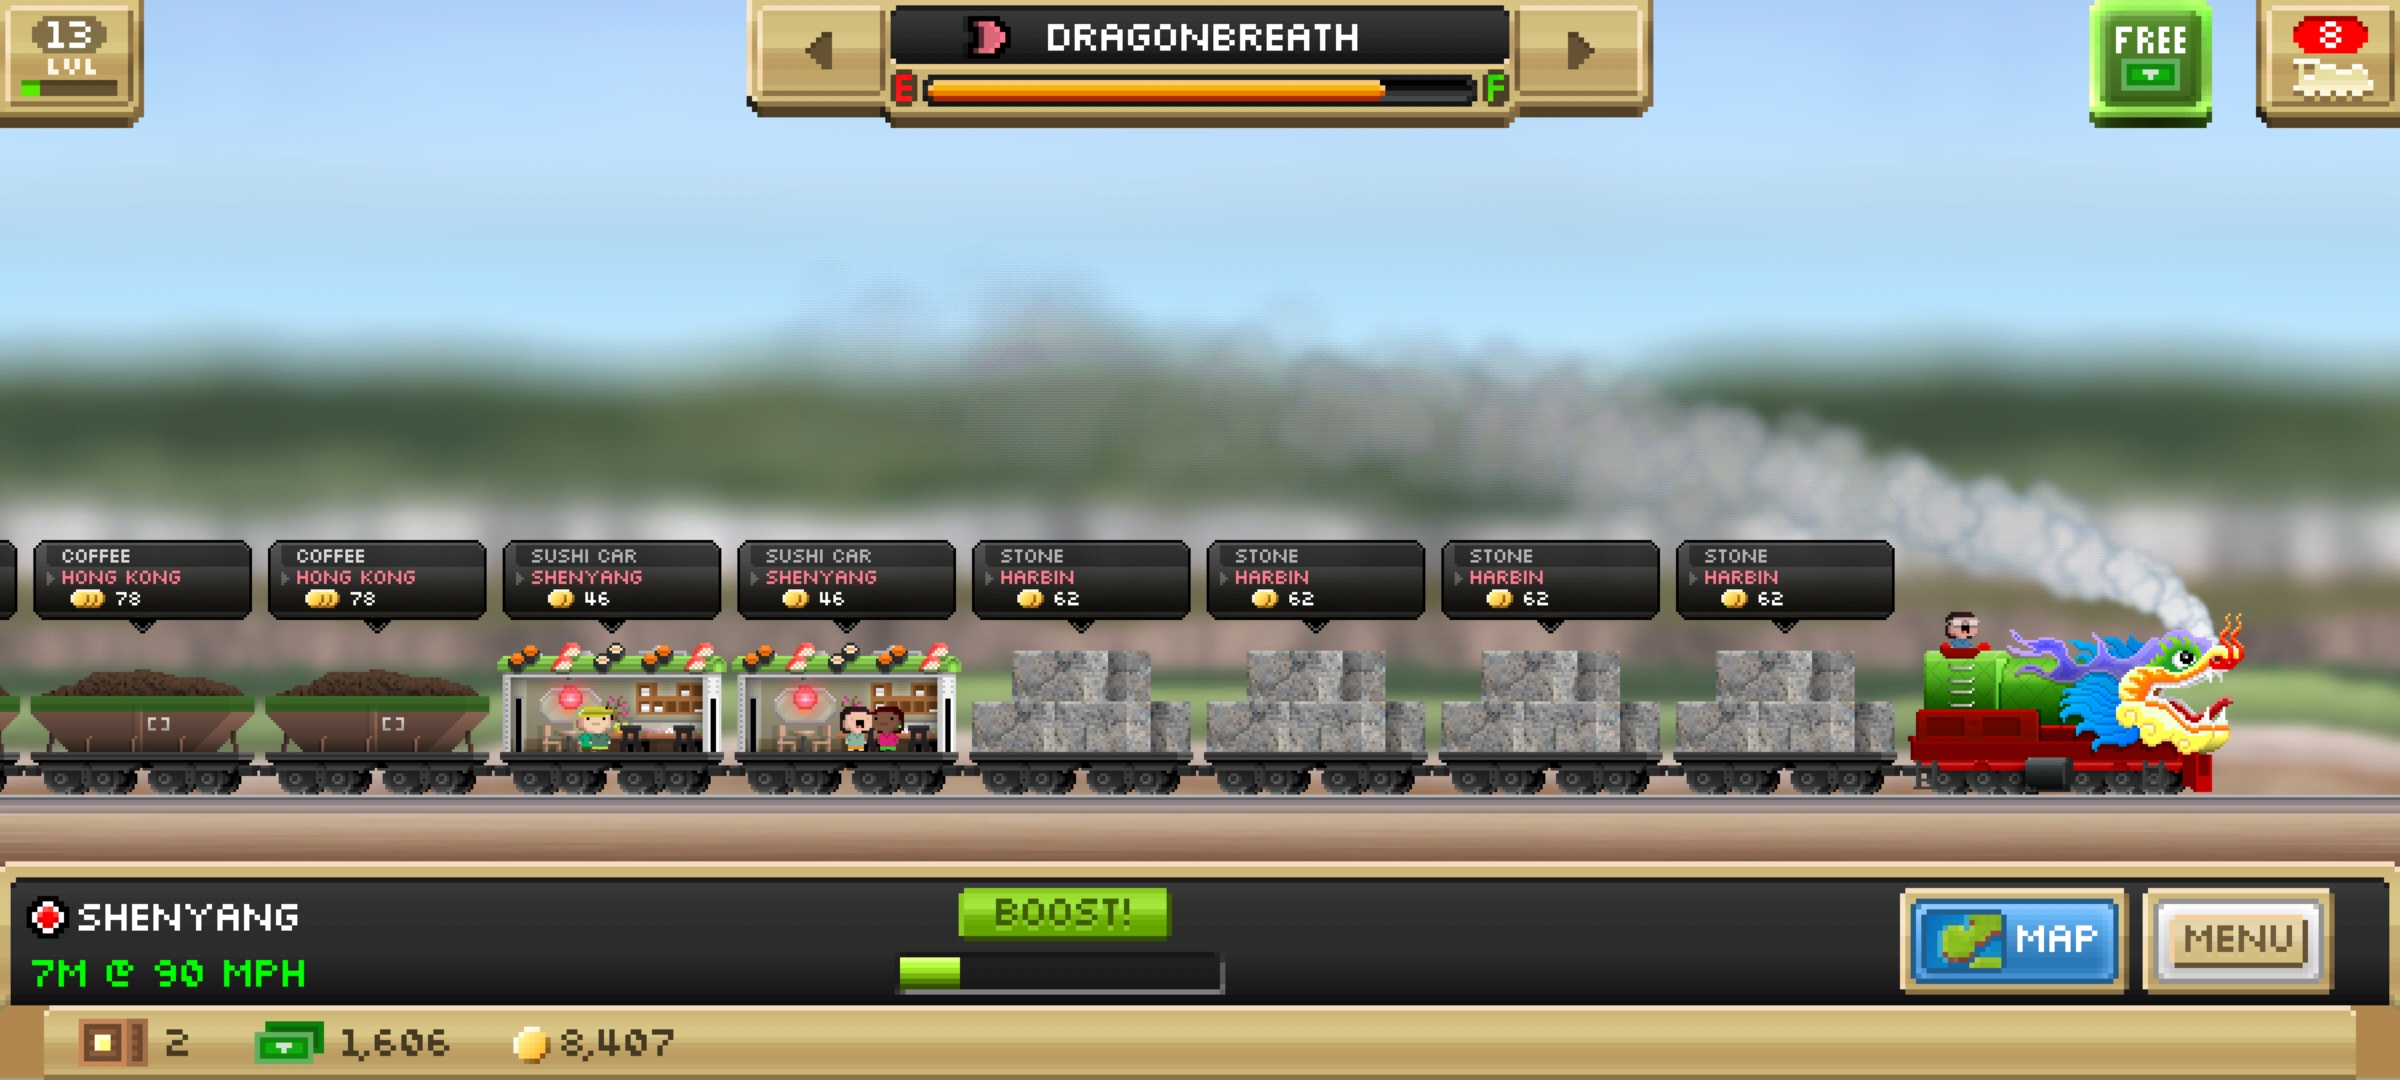 13
LVL
DRAGONBREATH
E
F
FREE
8
COFFEE
HONG KONG
78
COFFEE
HONG KONG
78
SUSHI CAR
SHENYANG
46
SUSHI CAR
SHENYANG
46
STONE
HARBIN
62
STONE
HARBIN
62
STONE
HARBIN
62
STONE
HARBIN
62
SHENYANG
7M @ 90 MPH
BOOST!
MAP
MENU
2
1,606
8,407